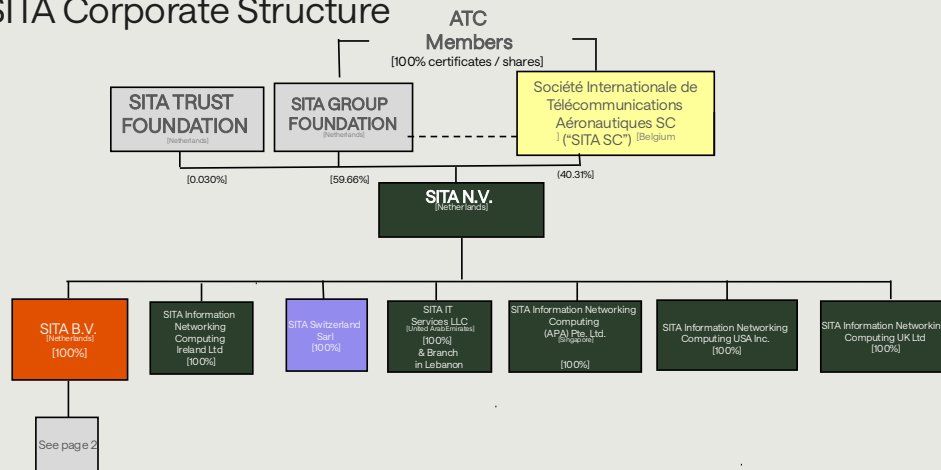 SITA Corporate Structure
ATC
Members
[100% certificates / shares]
SITA TRUST
FOUNDATION
[Netherlands]
SITA GROUP
FOUNDATION
[Netherlands]
Société Internationale de
Télécommunications
Aéronautiques SC
] (“SITA SC”) [Belgium
[0.030%]
[59.66%]
(40.31%]
SITA N.V.
[Netherlands]
SITA B.V.
[Netherlands]
[100%]
SITA Information
Networking
Computing
Ireland Ltd
[100%]
SITA Switzerland
Sarl
[100%]
SITA IT
Services LLC
[United Arab Emirates]
[100%]
& Branch
in Lebanon
SITA Information Networking
Computing
(APA) Pte. Ltd.
[Singapore]
[100%]
SITA Information Networking
Computing USA Inc.
[100%]
SITA Information Networkin
Computing UK Ltd
[100%]
See page 2